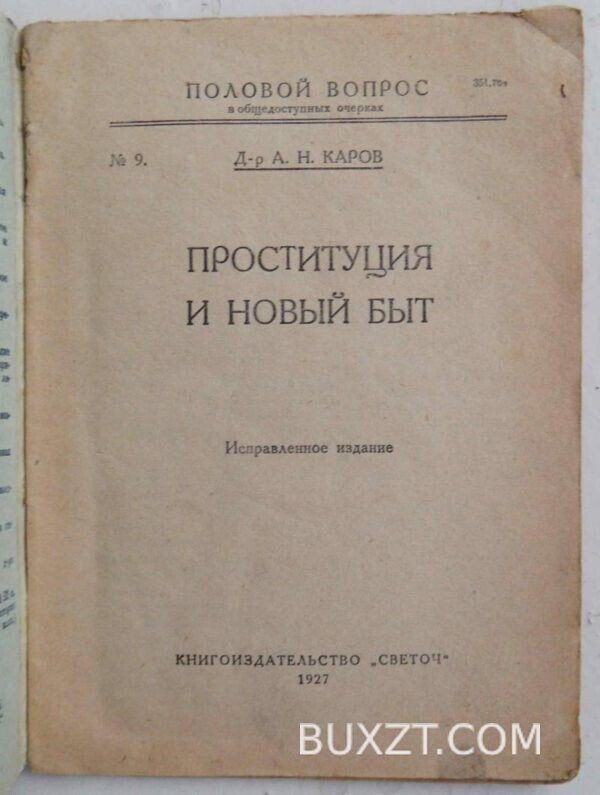 ПОЛОВОЙ ВОПРОС
в общедоступных очерках
№ 9.
Д-р А. Н. КАРОВ
ПРОСТИТУЦИЯ
И НОВЫЙ БЫТ
Исправленное издание
КНИГОИЗДАТЕЛЬСТВО „СВЕТОЧ“
1927
BUXZT.COM